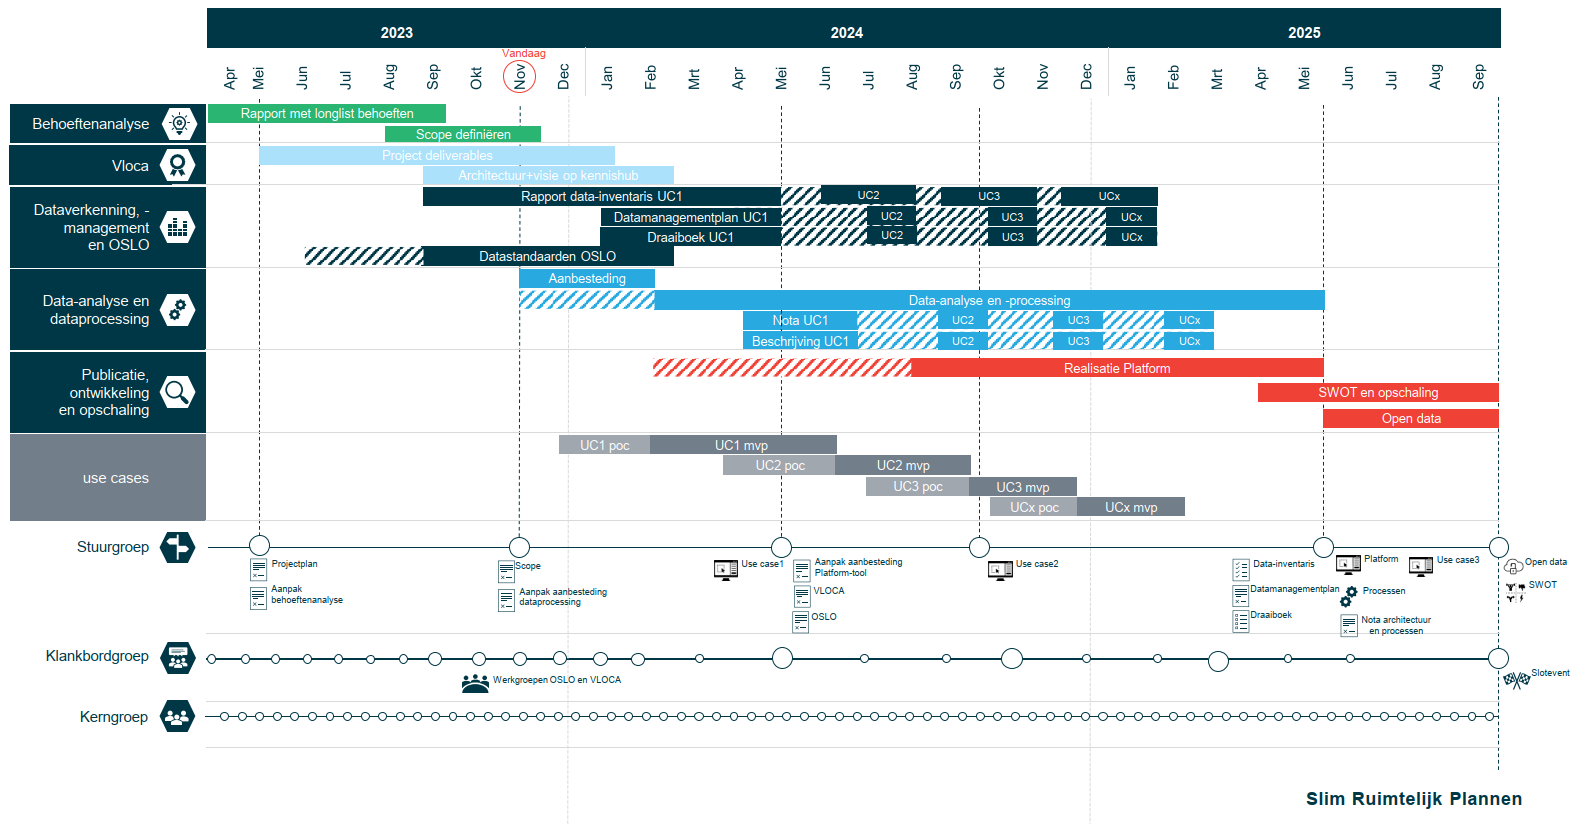 2023
2024
2025
Vandaag
Apr
Mei
Jun
Jul
Aug
Sep
Okt
Nov
Dec
Jan
Feb
Mrt
Apr
Mei
Jun
Jul
Aug
Sep
Okt
Nov
Dec
Jan
Feb
Mrt
Apr
Mei
Jun
Jul
Aug
Sep
Behoeftenanalyse
Rapport met longlist behoeften
Scope definiëren
Vloca
Project deliverables
Architectuur+visie op kennishub
Dataverkenning, -
management
en OSLO
Rapport data-inventaris UC1
UC2
UC3
UCx
Datamanagementplan UC1
UC2
UC3
UCx
Draaiboek UC1
UC2
UC3
UCx
Datastandaarden OSLO
Data-analyse en
dataprocessing
Aanbesteding
Data-analyse en -processing
Nota UC1
UC2
UC3
UCx
Beschrijving UC1
UC2
UC3
UCx
Publicatie,
ontwikkeling
en opschaling
Realisatie Platform
SWOT en opschaling
Open data
use cases
UC1 poc
UC1 mvp
UC2 poc
UC2 mvp
UC3 poc
UC3 mvp
UCx poc
UCx mvp
Stuurgroep
Projectplan
Aanpak
behoeftenanalyse
Scope
Aanpak aanbesteding
dataprocessing
Use case1
Aanpak aanbesteding
Platform-tool
VLOCA
OSLO
Use case2
Data-inventaris
Datamanagementplan
Draaiboek
Platform
Processen
Nota architectuur
en processen
Use case3
Open data
SWOT
Klankbordgroep
Werkgroepen OSLO en VLOCA
Slotevent
Kerngroep
Slim Ruimtelijk Plannen